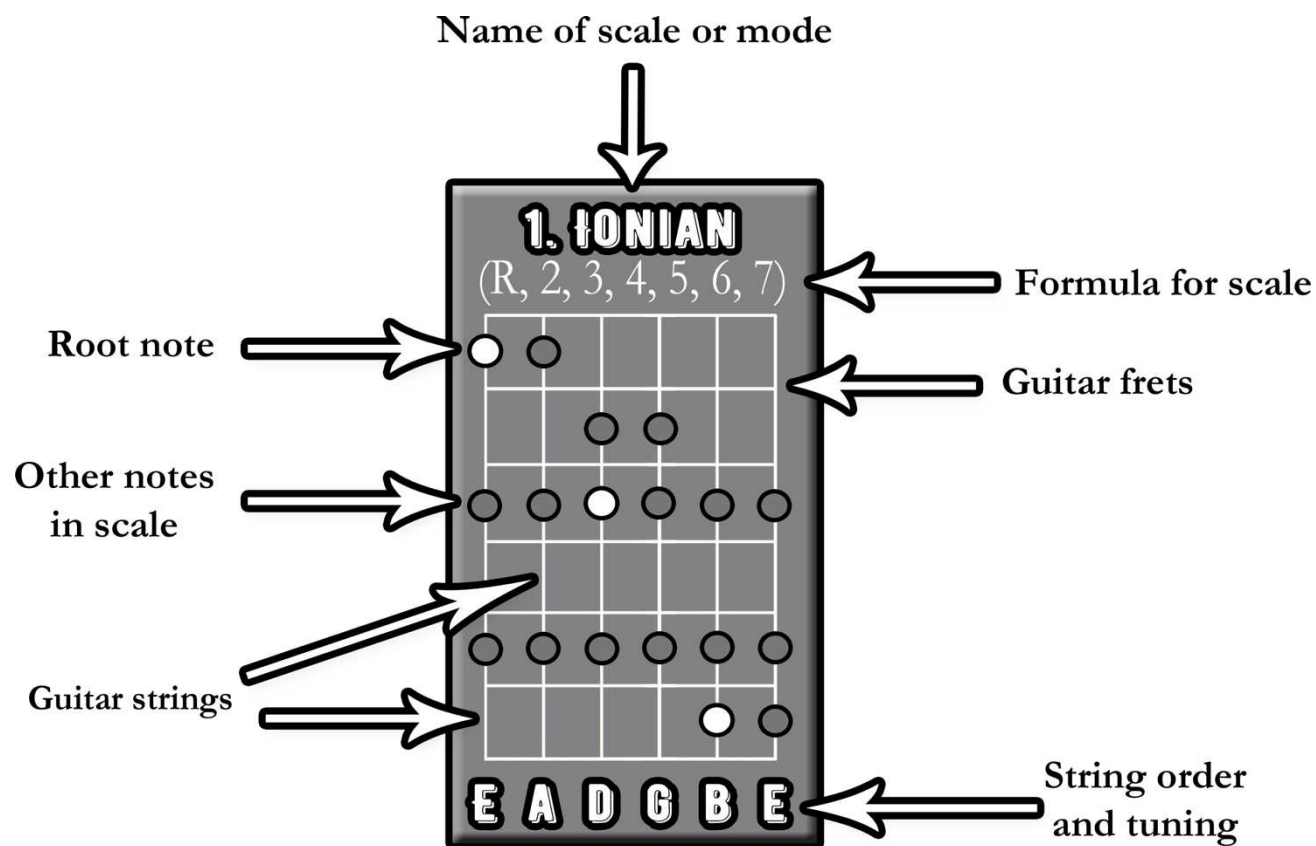 Name of scale or mode
1. IONIAN
(R, 2, 3, 4, 5, 6, 7)
Formula for scale
Root note
Guitar frets
Other notes
in scale
Guitar strings
E A D G B E
String order
and tuning